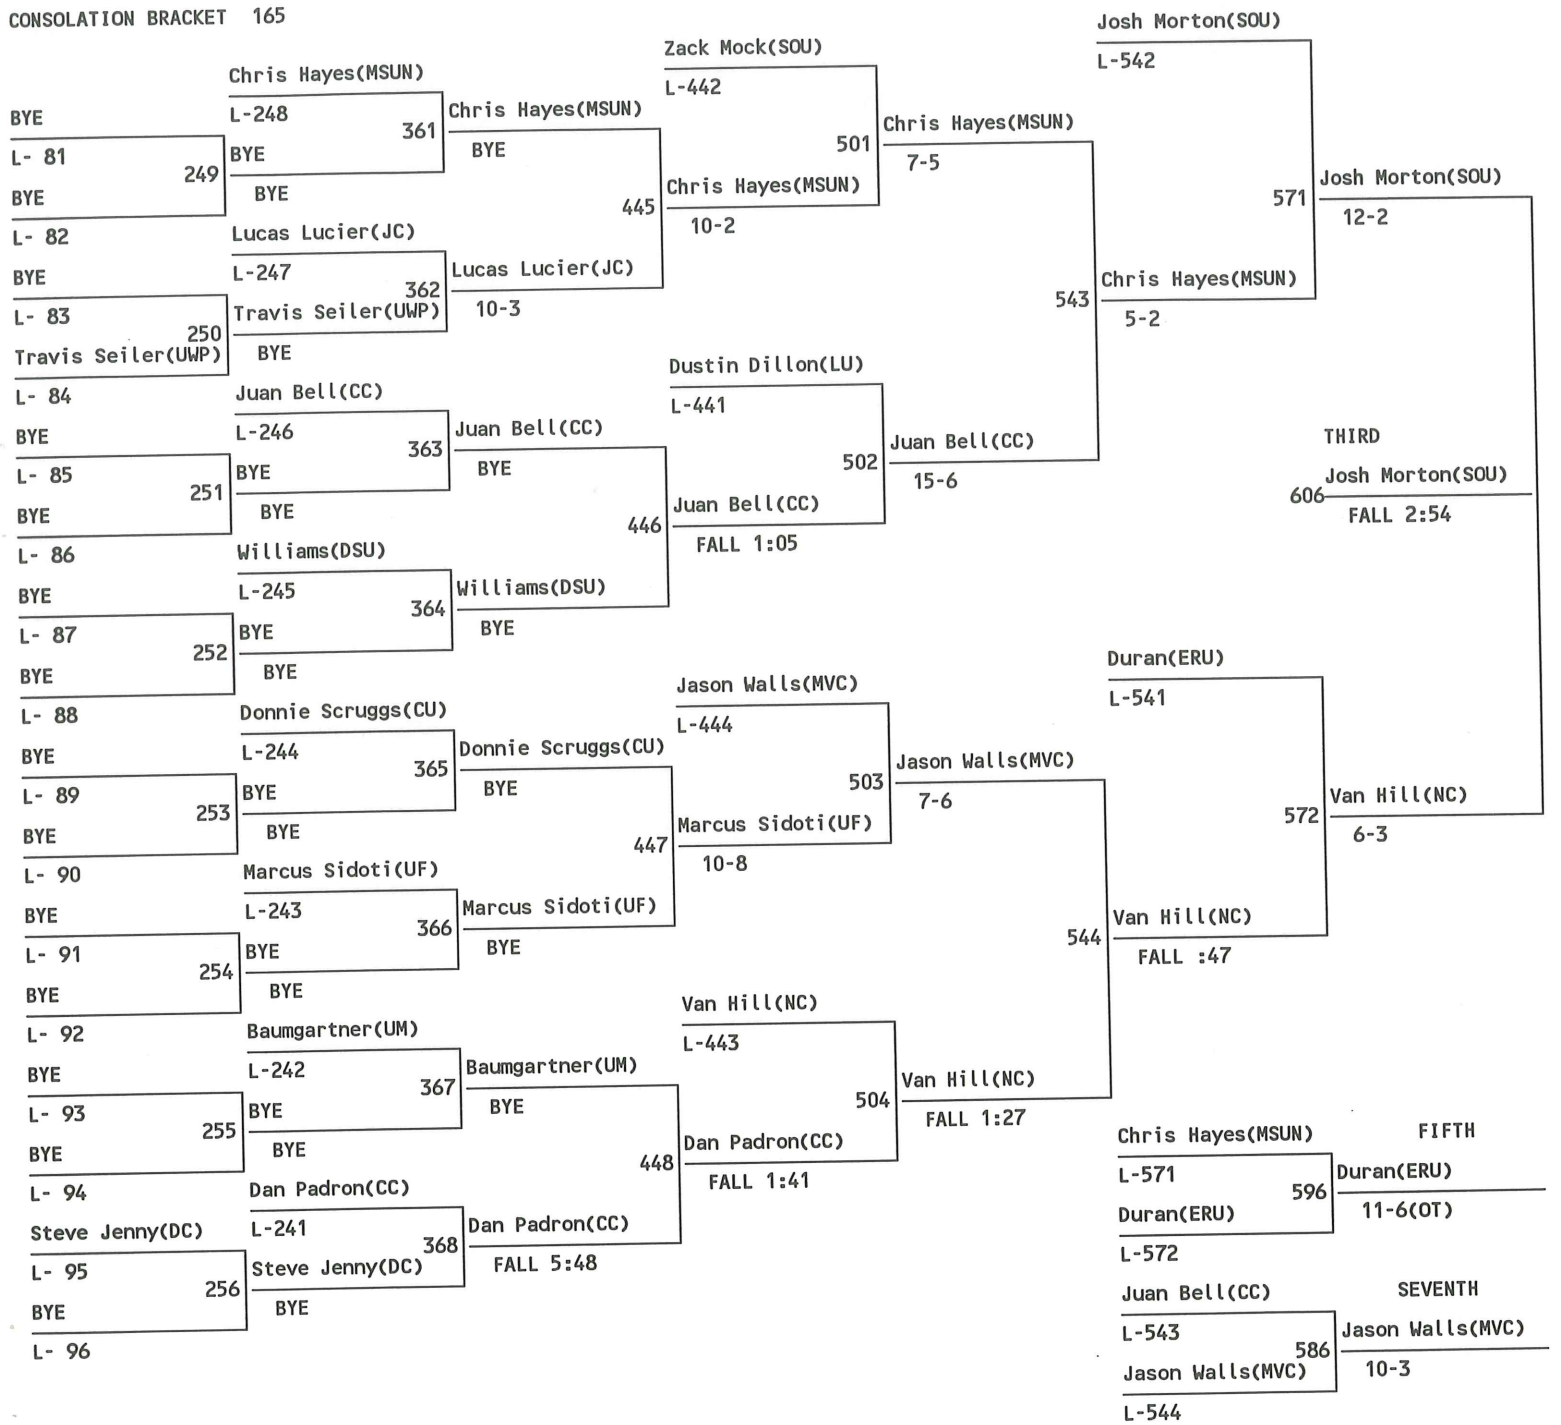 CONSOLATION BRACKET 165
BYE
L- 81
249
BYE
L- 82
BYE
L- 83
250
Travis Seiler(UWP)
L- 84
BYE
L- 85
251
BYE
L- 86
BYE
L- 87
252
BYE
L- 88
BYE
L- 89
253
BYE
L- 90
BYE
L- 91
254
BYE
L- 92
BYE
L- 93
255
BYE
L- 94
Steve Jenny(DC)
L- 95
256
BYE
L- 96
Chris Hayes(MSUN)
L-248
361
BYE
BYE
Lucas Lucier(JC)
L-247
362
Travis Seiler(UWP)
BYE
Juan Bell(CC)
L-246
363
BYE
BYE
Williams(DSU)
L-245
364
BYE
BYE
Donnie Scruggs(CU)
L-244
365
BYE
BYE
Marcus Sidoti(UF)
L-243
366
BYE
BYE
Baumgartner(UM)
L-242
367
BYE
BYE
Dan Padron(CC)
L-241
368
Steve Jenny(DC)
BYE
Chris Hayes(MSUN)
BYE
445
Lucas Lucier(JC)
10-3
Juan Bell(CC)
BYE
446
Williams(DSU)
BYE
Donnie Scruggs(CU)
BYE
447
Marcus Sidoti(UF)
BYE
Baumgartner(UM)
BYE
448
Dan Padron(CC)
FALL 5:48
Zack Mock(SOU)
L-442
501
Chris Hayes(MSUN)
10-2
Dustin Dillon(LU)
L-441
502
Juan Bell(CC)
FALL 1:05
Jason Walls(MVC)
L-444
503
Marcus Sidoti(UF)
10-8
Van Hill(NC)
L-443
504
Dan Padron(CC)
FALL 1:41
Chris Hayes(MSUN)
7-5
543
Juan Bell(CC)
15-6
Jason Walls(MVC)
7-6
544
Van Hill(NC)
FALL 1:27
Josh Morton(SOU)
L-542
571
Chris Hayes(MSUN)
5-2
Duran(ERU)
L-541
572
Van Hill(NC)
FALL :47
Josh Morton(SOU)
12-2
THIRD
606 Josh Morton(SOU)
FALL 2:54
Van Hill(NC)
6-3
Chris Hayes(MSUN)
FIFTH
L-571
596
Duran(ERU)
Duran(ERU)
11-6(OT)
L-572
Juan Bell(CC)
SEVENTH
L-543
586
Jason Walls(MVC)
Jason Walls(MVC)
10-3
L-544